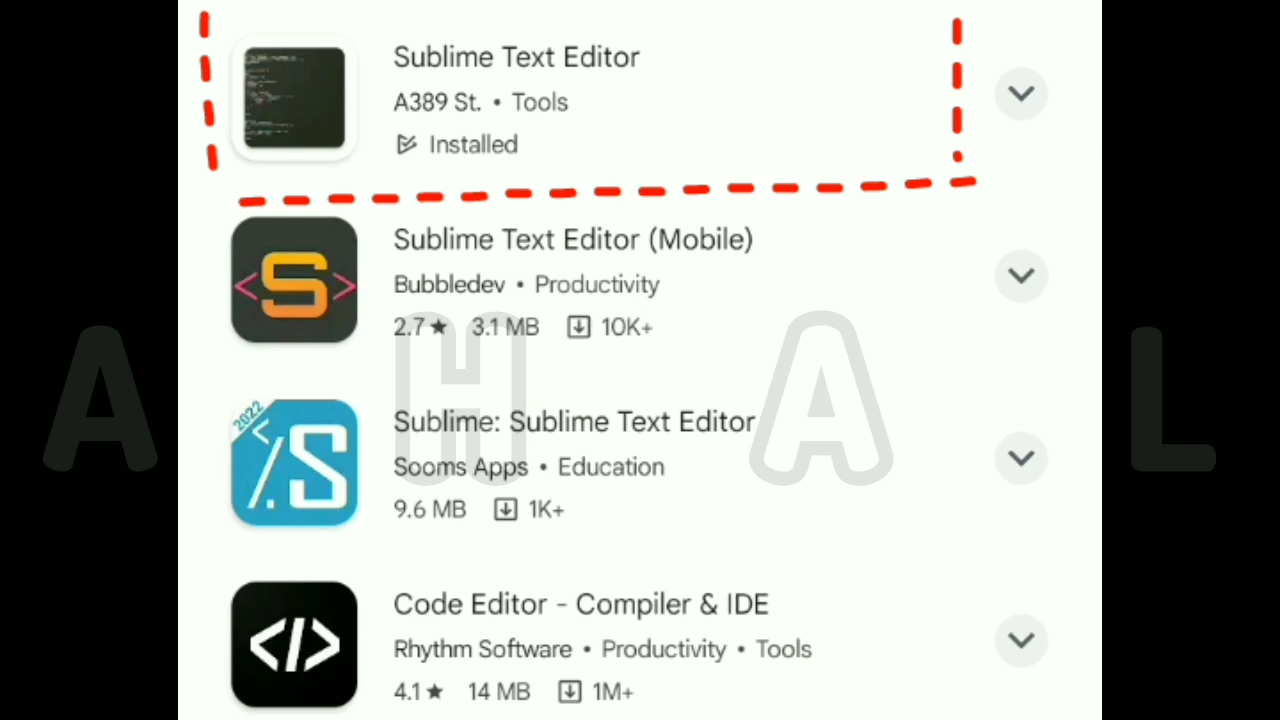 Sublime Text Editor
A389 St. • Tools
Installed
Sublime Text Editor (Mobile)
Bubbledev • Productivity
2.7★ 3.1 MB 10K+
<S>
A H A L
2022
</.S
Sublime: Sublime Text Editor
Sooms Apps • Education
9.6 MB 1K+
</>
Code Editor - Compiler & IDE
Rhythm Software • Productivity • Tools
4.1★ 14 MB 1M+